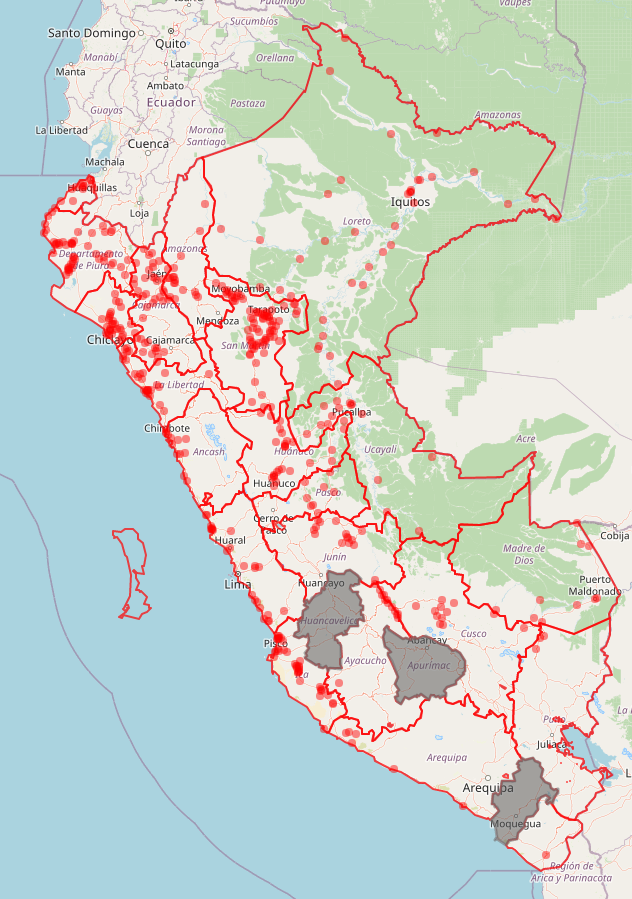 Putumayo
Vaupés
Santo Domingo
Sucumbíos
Quito
Manabí
Orellana
Manta
Latacunga
Ambato
Ecuador
Pastaza
Guayas
Amazonas
La Libertad
Morona
Santiago
Cuenca
Machala
Huaquillas
Iquitos
Loja
Loreto
Amazonas
Departamento
de Piura
Jaén
Moyobamba
Cajamarca
Tarapoto
Mendoza
Chiclayo
Cajamarca
San Martín
La Libertad
Pucallpa
Chimbote
Acre
Ancash
Huánuco
Ucayali
Huánuco
Pasco
Cerro de
Pasco
Cobija
Huaral
Junín
Madre de
Dios
Lima
Huancayo
Puerto
Maldonado
Huancavelica
Pisco
Abancay
Cusco
Ayacucho
Apurímac
Ica
Puno
Juliaca
Arequipa
Arequipa
Moquegua
Región de
Arica y Parinacota